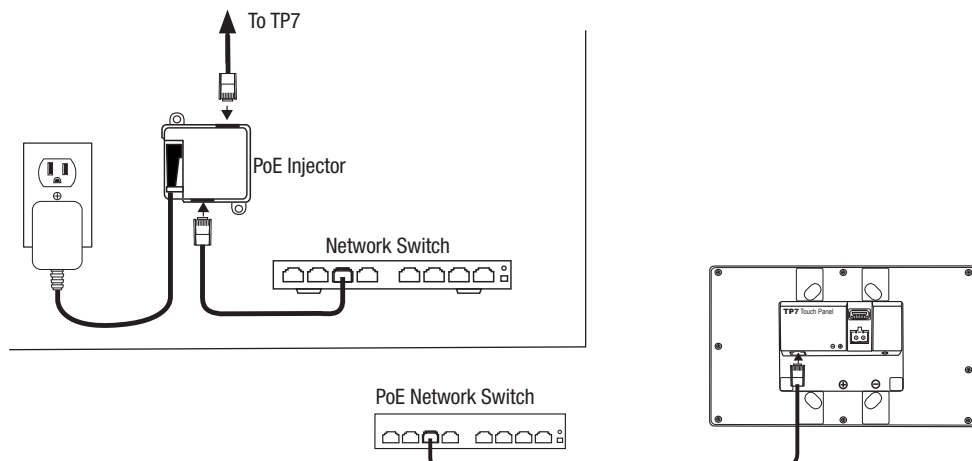 To TP7
PoE Injector
Network Switch
TP7 Touch Panel
PoE Network Switch